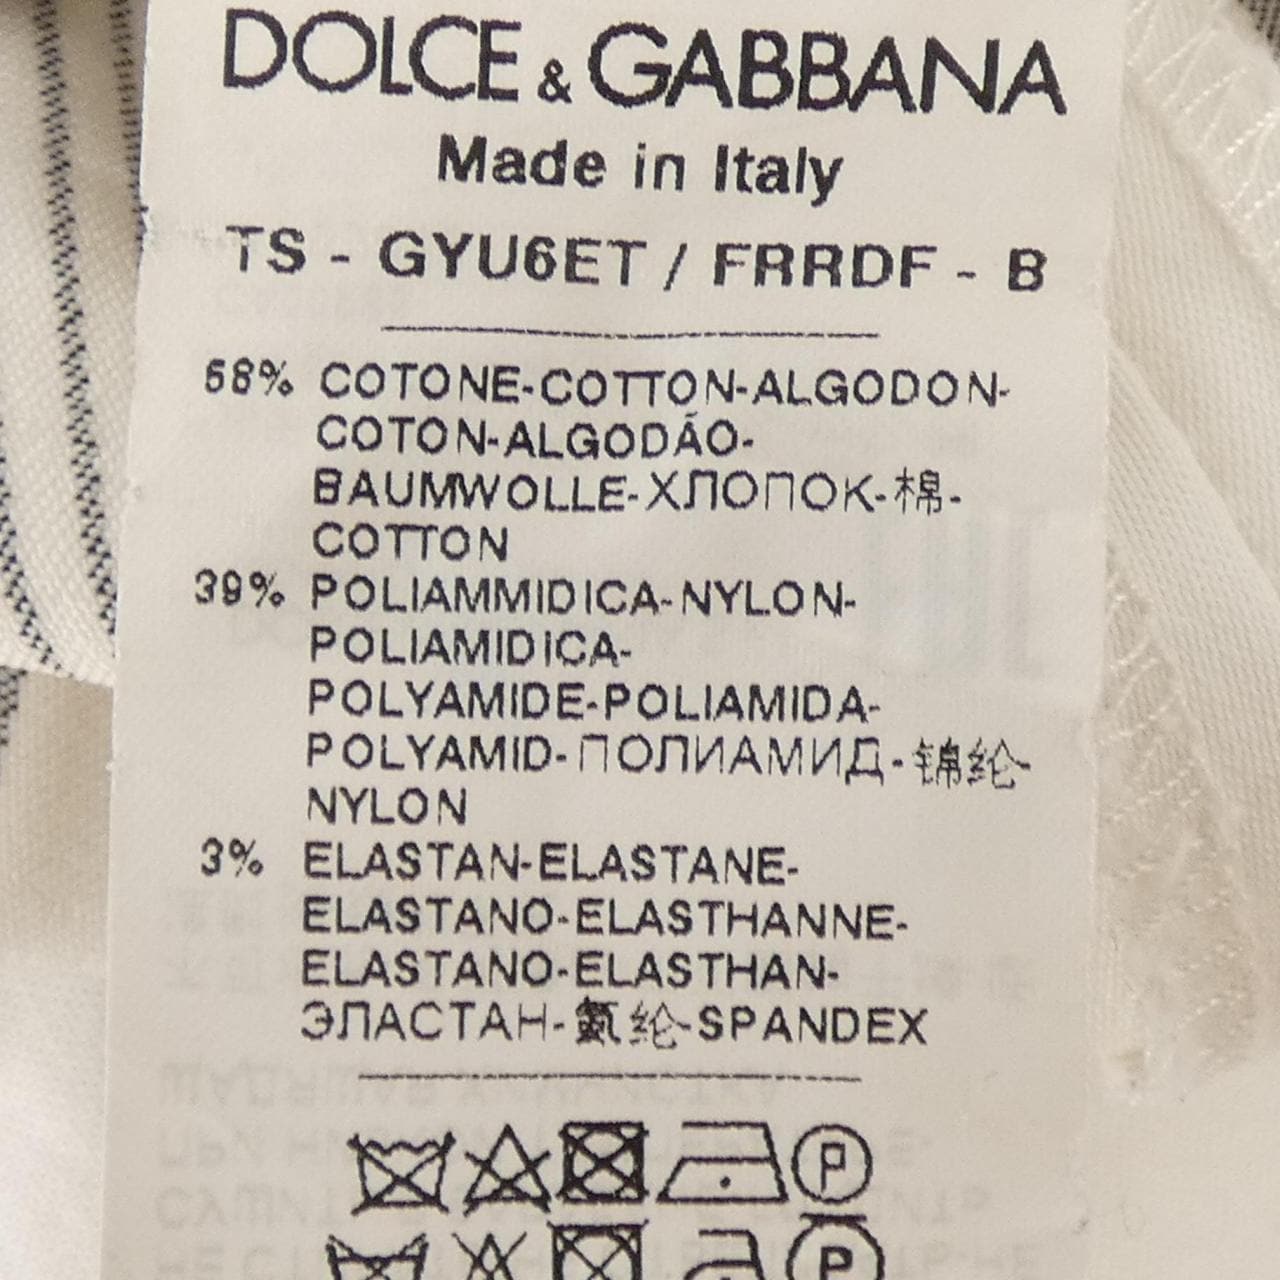 DOLCE & GABBANA
Made in Italy
TS - GYU6ET / FRRDF - B
58% COTONE-COTTON-ALGODON-
COTON-ALGODÃO-
BAUMWOLLE-ХЛОПОК-棉-
COTTON
39% POLIAMMIDICA-NYLON-
POLIAMIDICA-
POLYAMIDE-POLIAMIDA-
POLYAMID-ПОЛИАМИД-锦纶-
NYLON
3% ELASTAN-ELASTANE-
ELASTANO-ELASTHANNE-
ELASTANO-ELASTHAN-
ЭЛАСТАН-氨纶-SPANDEX
P
P